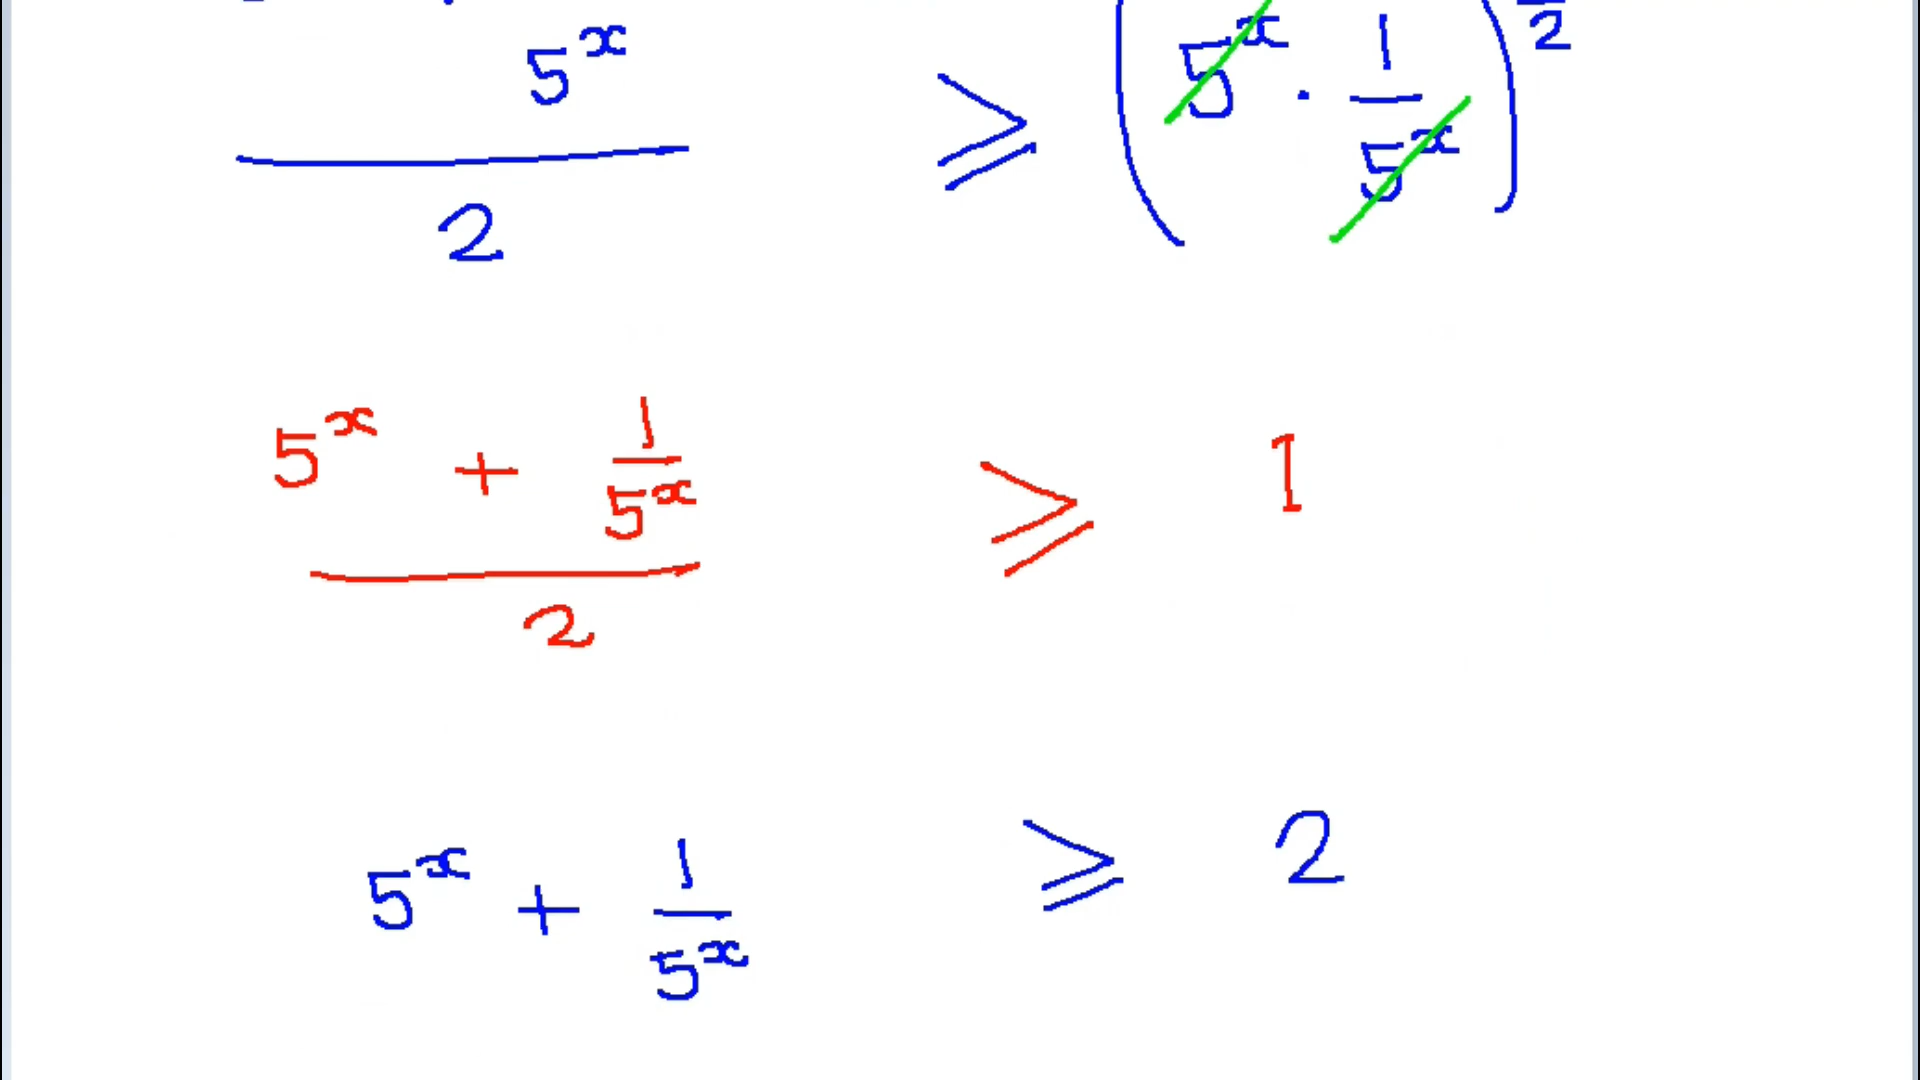 5^x / 2 ⩾ (5^x · 1/5^x)^(1/2)
(5^x + 1/5^x) / 2 ⩾ 1
5^x + 1/5^x ⩾ 2